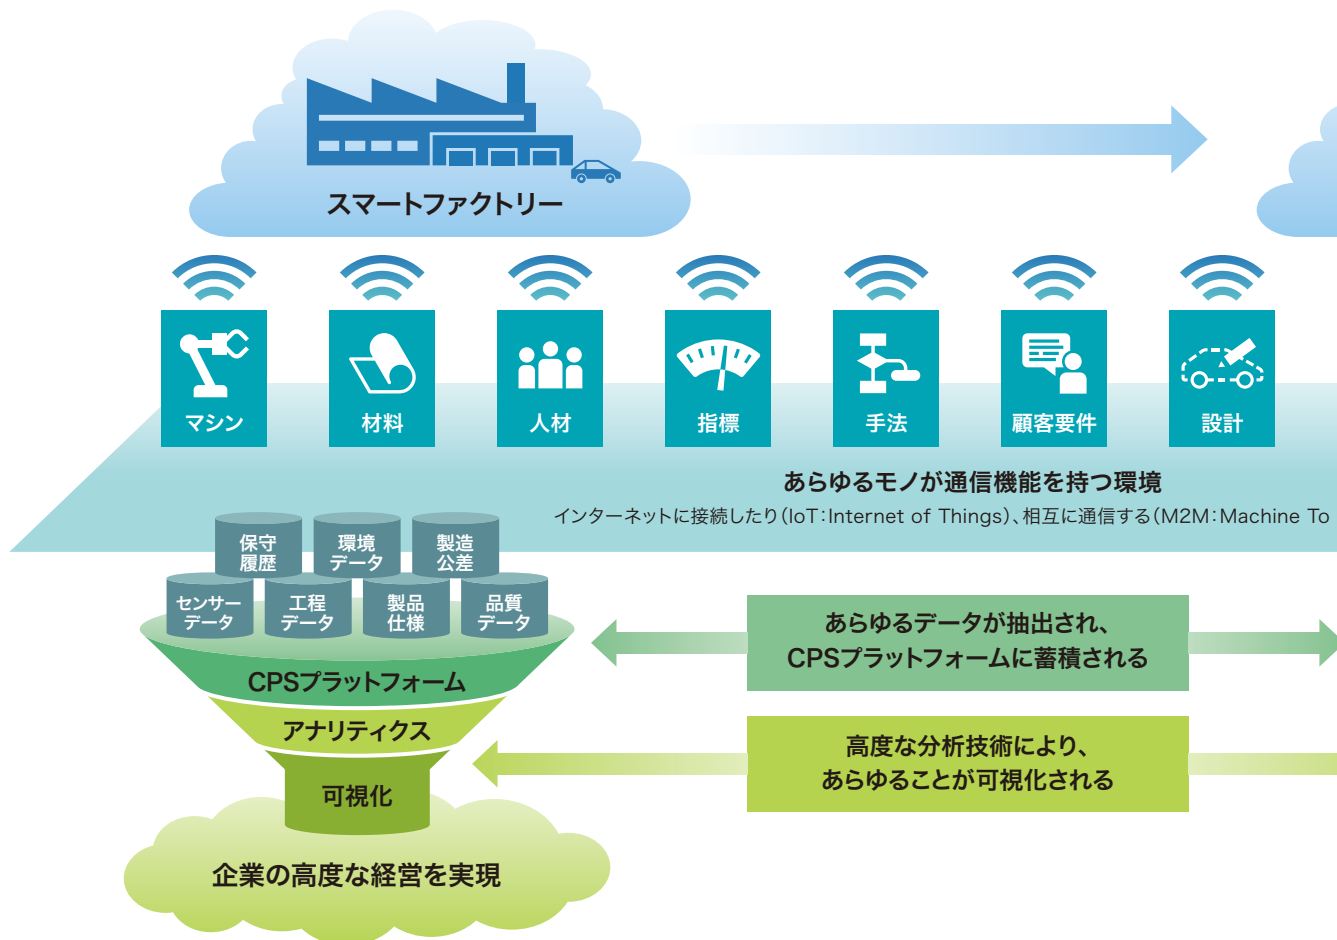 スマートファクトリー
マシン
材料
人材
指標
手法
顧客要件
設計
あらゆるモノが通信機能を持つ環境
インターネットに接続したり(IoT:Internet of Things)、相互に通信する(M2M:Machine To
保守
履歴
環境
データ
製造
公差
センサー
データ
工程
データ
製品
仕様
品質
データ
CPSプラットフォーム
アナリティクス
可視化
企業の高度な経営を実現
あらゆるデータが抽出され、
CPSプラットフォームに蓄積される
高度な分析技術により、
あらゆることが可視化される